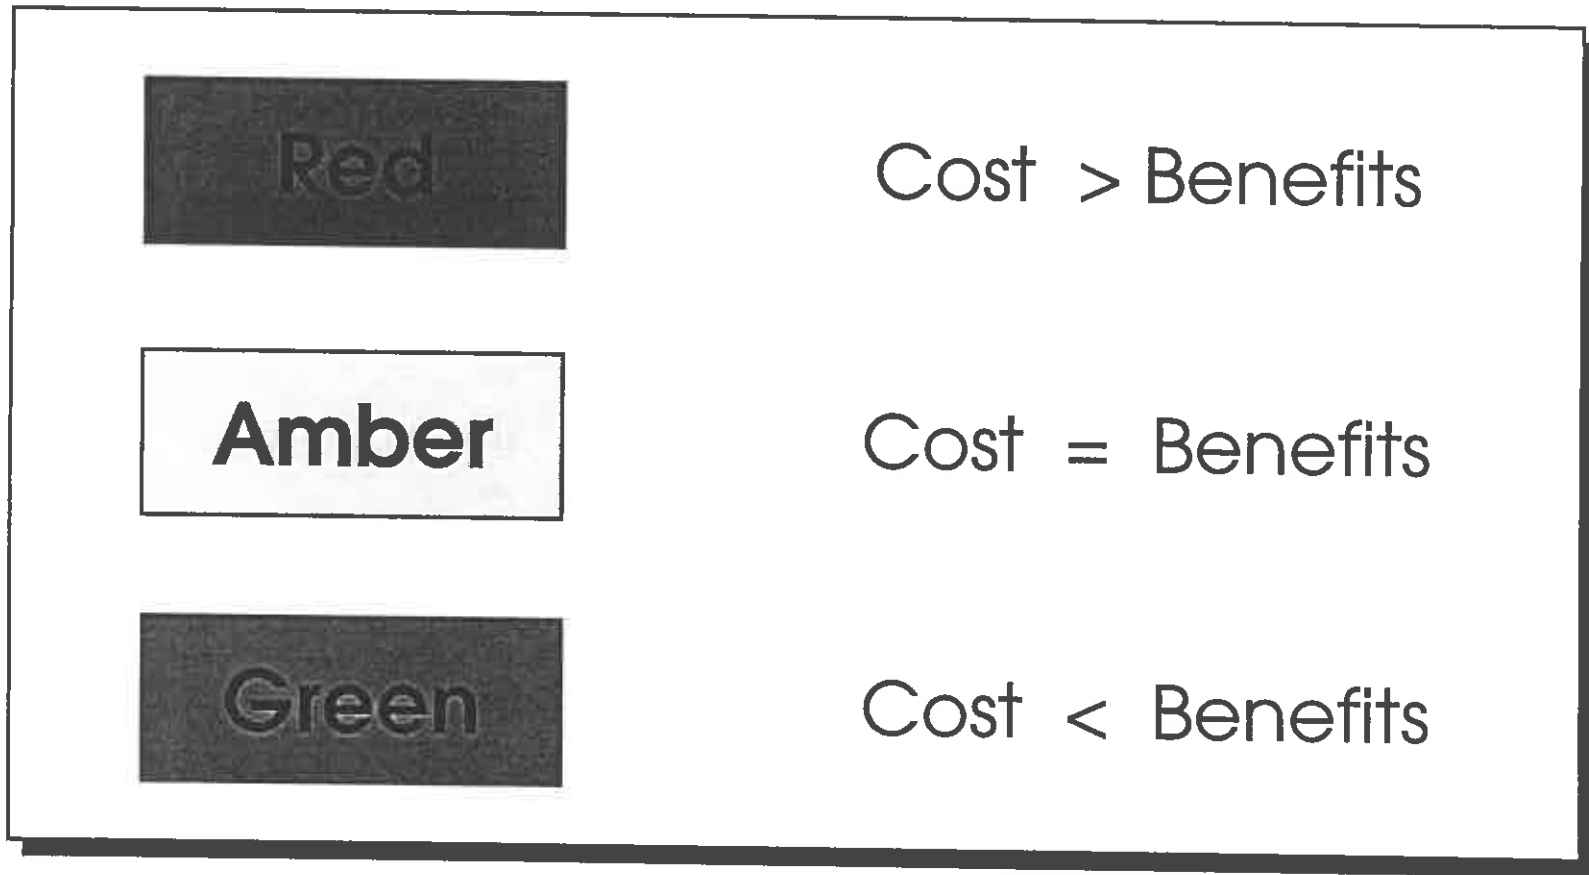 Red
Cost > Benefits
Amber
Cost = Benefits
Green
Cost < Benefits